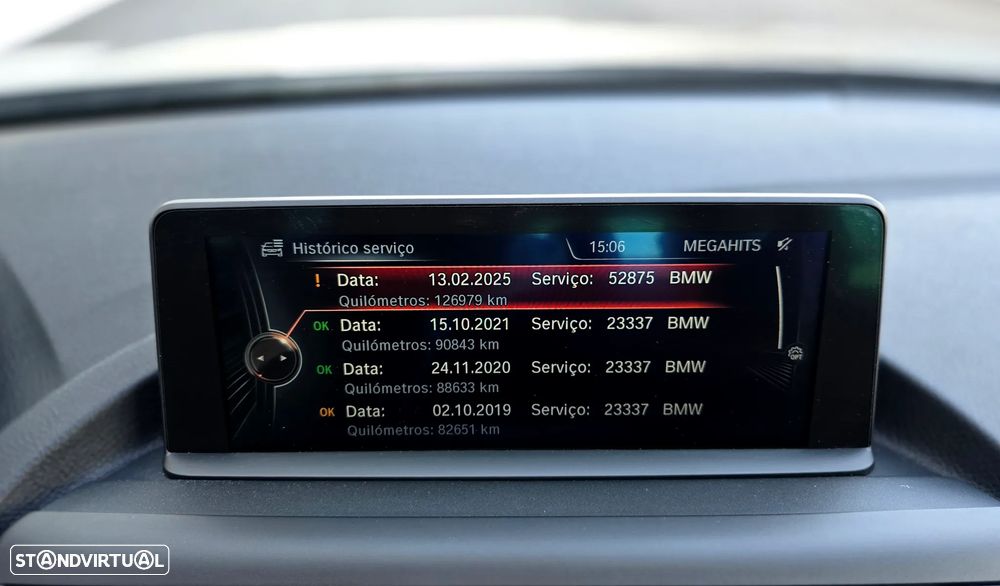 Histórico serviço 15:06 MEGAHITS
! Data: 13.02.2025 Serviço: 52875 BMW
Quilómetros: 126979 km
OK Data: 15.10.2021 Serviço: 23337 BMW
Quilómetros: 90843 km
OK Data: 24.11.2020 Serviço: 23337 BMW
Quilómetros: 88633 km
OK Data: 02.10.2019 Serviço: 23337 BMW
Quilómetros: 82651 km
OPT
STANDVIRTUAL